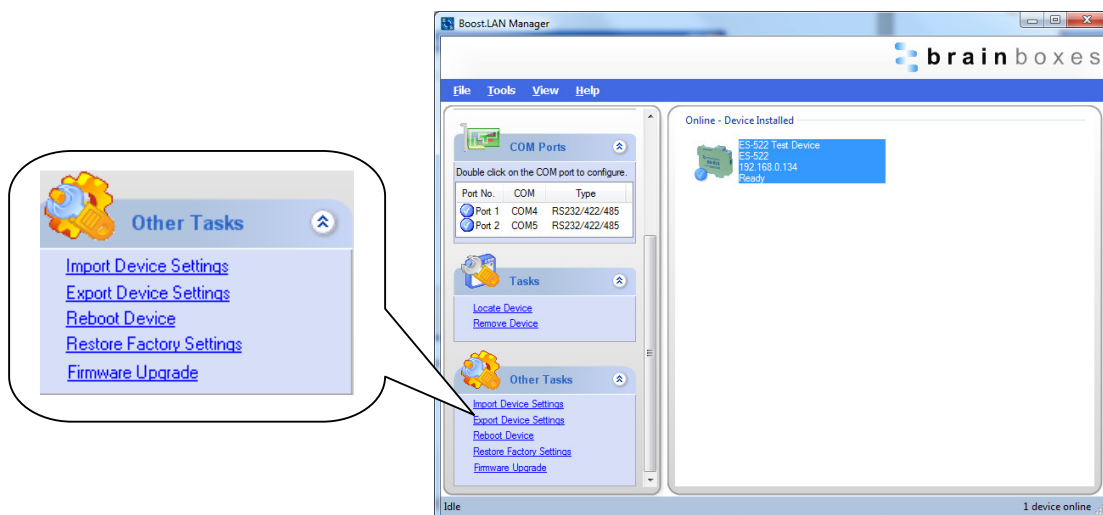 Boost.LAN Manager
brainboxes
File Tools View Help
COM Ports
Double click on the COM port to configure.
Port No. COM Type
Port 1 COM4 RS232/422/485
Port 2 COM5 RS232/422/485
Tasks
Locate Device
Remove Device
Other Tasks
Import Device Settings
Export Device Settings
Reboot Device
Restore Factory Settings
Firmware Upgrade
Online - Device Installed
ES-522 Test Device
ES-522
192.168.0.134
Ready
Idle
1 device online
Other Tasks
Import Device Settings
Export Device Settings
Reboot Device
Restore Factory Settings
Firmware Upgrade